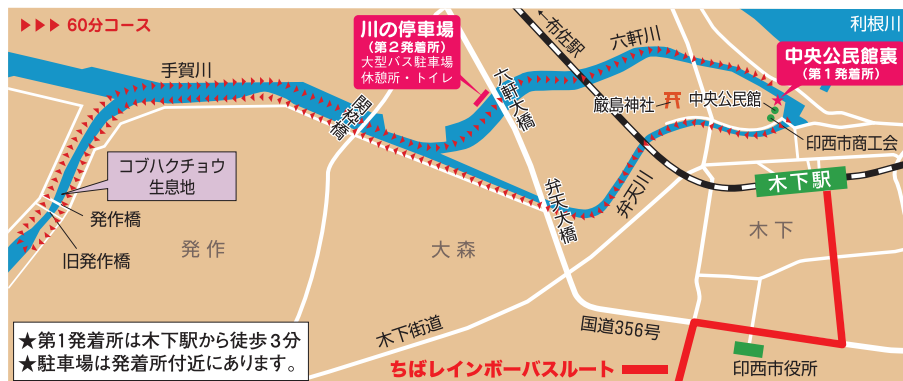 ▶▶▶ 60分コース
川の停車場
(第2発着所)
大型バス駐車場
休憩所・トイレ
←布佐駅
六軒川
利根川
中央公民館裏
(第1発着所)
手賀川
関枠橋
六軒大橋
厳島神社
中央公民館
印西市商工会
コブハクチョウ
生息地
弁天大橋
弁天川
木下駅
発作橋
旧発作橋
発作
大森
木下
木下街道
国道356号
★第1発着所は木下駅から徒歩3分
★駐車場は発着所付近にあります。
ちばレインボーバスルート
印西市役所